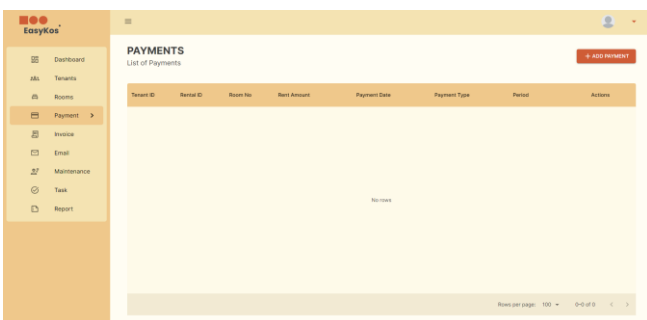 EasyKos
PAYMENTS
List of Payments
+ ADD PAYMENT
Dashboard
Tenants
Rooms
Payment
Invoice
Email
Maintenance
Task
Report
Tenant ID Rental ID Room No Rent Amount Payment Date Payment Type Period Actions
No rows
Rows per page: 100 0-0 of 0